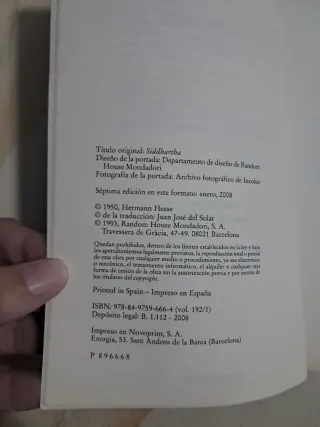 Título original: Siddhartha
Diseño de la portada: Departamento de diseño de Random
House Mondadori
Fotografía de la portada: Archivo fotográfico de Incolor
Séptima edición en este formato: enero, 2008
© 1950, Hermann Hesse
© de la traducción: Juan José del Solar
© 1993, Random House Mondadori, S. A.
Travessera de Gràcia, 47-49. 08021 Barcelona
Quedan prohibidos, dentro de los límites establecidos en la ley y bajo
los apercibimientos legalmente previstos, la reproducción total o parcial
de esta obra por cualquier medio o procedimiento, ya sea electrónico
o mecánico, el tratamiento informático, el alquiler o cualquier otra
forma de cesión de la obra sin la autorización previa y por escrito de
los titulares del copyright.
Printed in Spain – Impreso en España
ISBN: 978-84-9759-666-4 (vol. 192/1)
Depósito legal: B. 1.112 - 2008
Impreso en Novoprint, S. A.
Energía, 53. Sant Andreu de la Barca (Barcelona)
P 896668